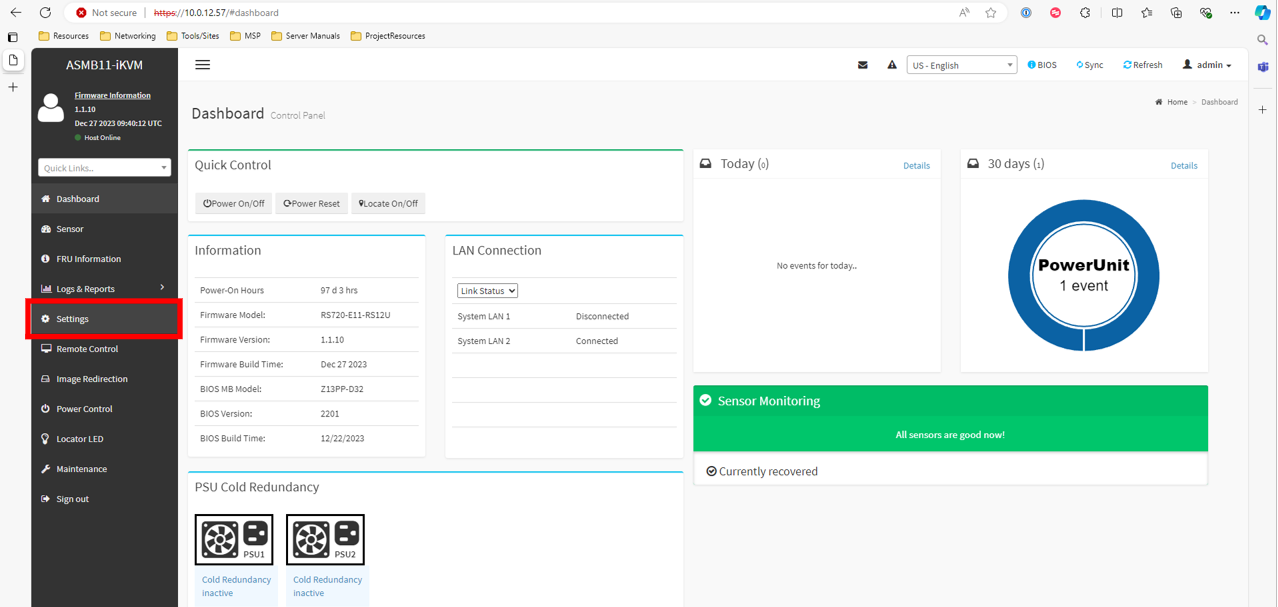 Not secure
https://10.0.12.57/#dashboard
Resources
Networking
Tools/Sites
MSP
Server Manuals
ProjectResources
ASMB11-iKVM
Firmware Information
1.1.10
Dec 27 2023 09:40:12 UTC
Host Online
Quick Links..
Dashboard
Sensor
FRU Information
Logs & Reports
Settings
Remote Control
Image Redirection
Power Control
Locator LED
Maintenance
Sign out
US - English
BIOS
Sync
Refresh
admin
Dashboard Control Panel
Home > Dashboard
Quick Control
Power On/Off
Power Reset
Locate On/Off
Information
Power-On Hours 97 d 3 hrs
Firmware Model: RS720-E11-RS12U
Firmware Version: 1.1.10
Firmware Build Time: Dec 27 2023
BIOS MB Model: Z13PP-D32
BIOS Version: 2201
BIOS Build Time: 12/22/2023
LAN Connection
Link Status
System LAN 1 Disconnected
System LAN 2 Connected
PSU Cold Redundancy
PSU1
PSU2
Cold Redundancy
inactive
Cold Redundancy
inactive
Today (0)
Details
No events for today..
30 days (1)
Details
PowerUnit
1 event
Sensor Monitoring
All sensors are good now!
Currently recovered